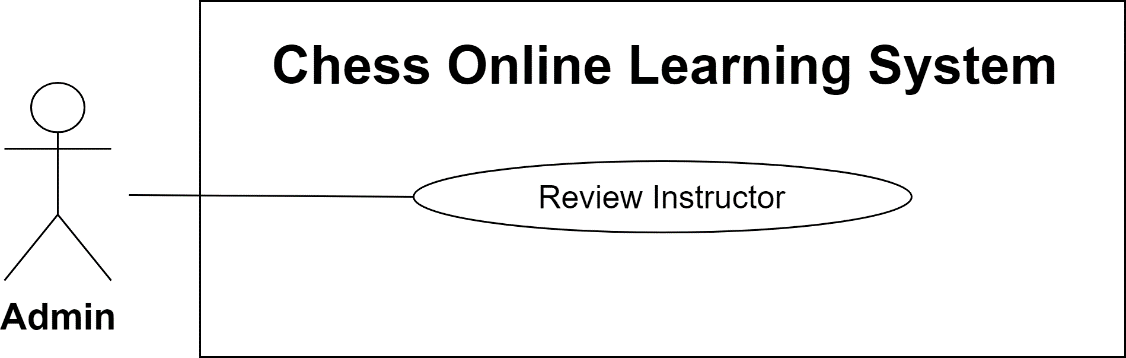 Chess Online Learning System
Review Instructor
Admin